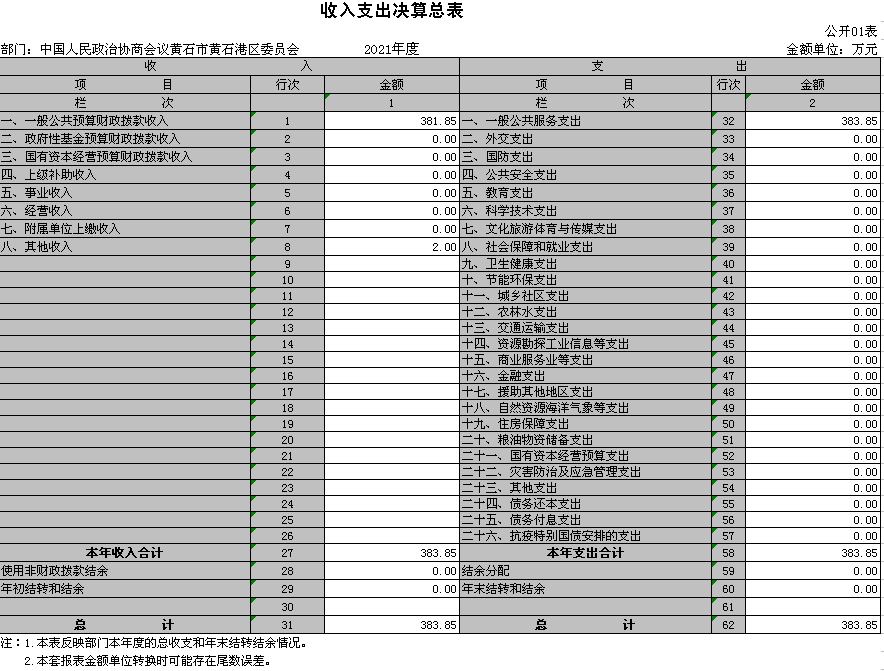 收入支出决算总表
公开01表
部门：中国人民政治协商会议黄石市黄石港区委员会 2021年度 金额单位：万元
收 入 支 出
项 目 行次 金额 项 目 行次 金额
栏 次 1 栏 次 2
一、一般公共预算财政拨款收入 1 381.85 一、一般公共服务支出 32 383.85
二、政府性基金预算财政拨款收入 2 0.00 二、外交支出 33 0.00
三、国有资本经营预算财政拨款收入 3 0.00 三、国防支出 34 0.00
四、上级补助收入 4 0.00 四、公共安全支出 35 0.00
五、事业收入 5 0.00 五、教育支出 36 0.00
六、经营收入 6 0.00 六、科学技术支出 37 0.00
七、附属单位上缴收入 7 0.00 七、文化旅游体育与传媒支出 38 0.00
八、其他收入 8 2.00 八、社会保障和就业支出 39 0.00
9 九、卫生健康支出 40 0.00
10 十、节能环保支出 41 0.00
11 十一、城乡社区支出 42 0.00
12 十二、农林水支出 43 0.00
13 十三、交通运输支出 44 0.00
14 十四、资源勘探工业信息等支出 45 0.00
15 十五、商业服务业等支出 46 0.00
16 十六、金融支出 47 0.00
17 十七、援助其他地区支出 48 0.00
18 十八、自然资源海洋气象等支出 49 0.00
19 十九、住房保障支出 50 0.00
20 二十、粮油物资储备支出 51 0.00
21 二十一、国有资本经营预算支出 52 0.00
22 二十二、灾害防治及应急管理支出 53 0.00
23 二十三、其他支出 54 0.00
24 二十四、债务还本支出 55 0.00
25 二十五、债务付息支出 56 0.00
26 二十六、抗疫特别国债安排的支出 57 0.00
本年收入合计 27 383.85 本年支出合计 58 383.85
使用非财政拨款结余 28 0.00 结余分配 59 0.00
年初结转和结余 29 0.00 年末结转和结余 60 0.00
30 61
总 计 31 383.85 总 计 62 383.85
注：1.本表反映部门本年度的总收支和年末结转结余情况。
2.本套报表金额单位转换时可能存在尾数误差。